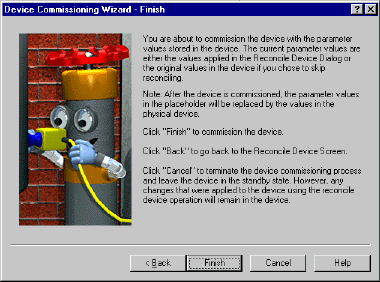 Device Commissioning Wizard - Finish
You are about to commission the device with the parameter
values stored in the device. The current parameter values are
either the values applied in the Reconcile Device Dialog or
the original values in the device if you chose to skip
reconciling.
Note: After the device is commissioned, the parameter values
in the placeholder will be replaced by the values in the
physical device.
Click "Finish" to commission the device.
Click "Back" to go back to the Reconcile Device Screen.
Click "Cancel" to terminate the device commissioning process
and leave the device in the standby state. However, any
changes that were applied to the device using the reconcile
device operation will remain in the device.
< Back Finish Cancel Help